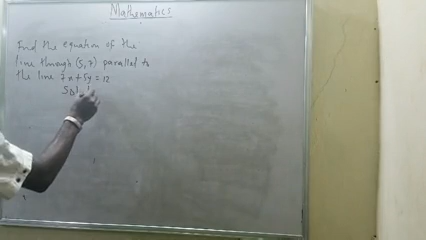 Mathematics
Find the equation of the
line through (5,7) parallel to
the line 7x + 5y = 12
Sol